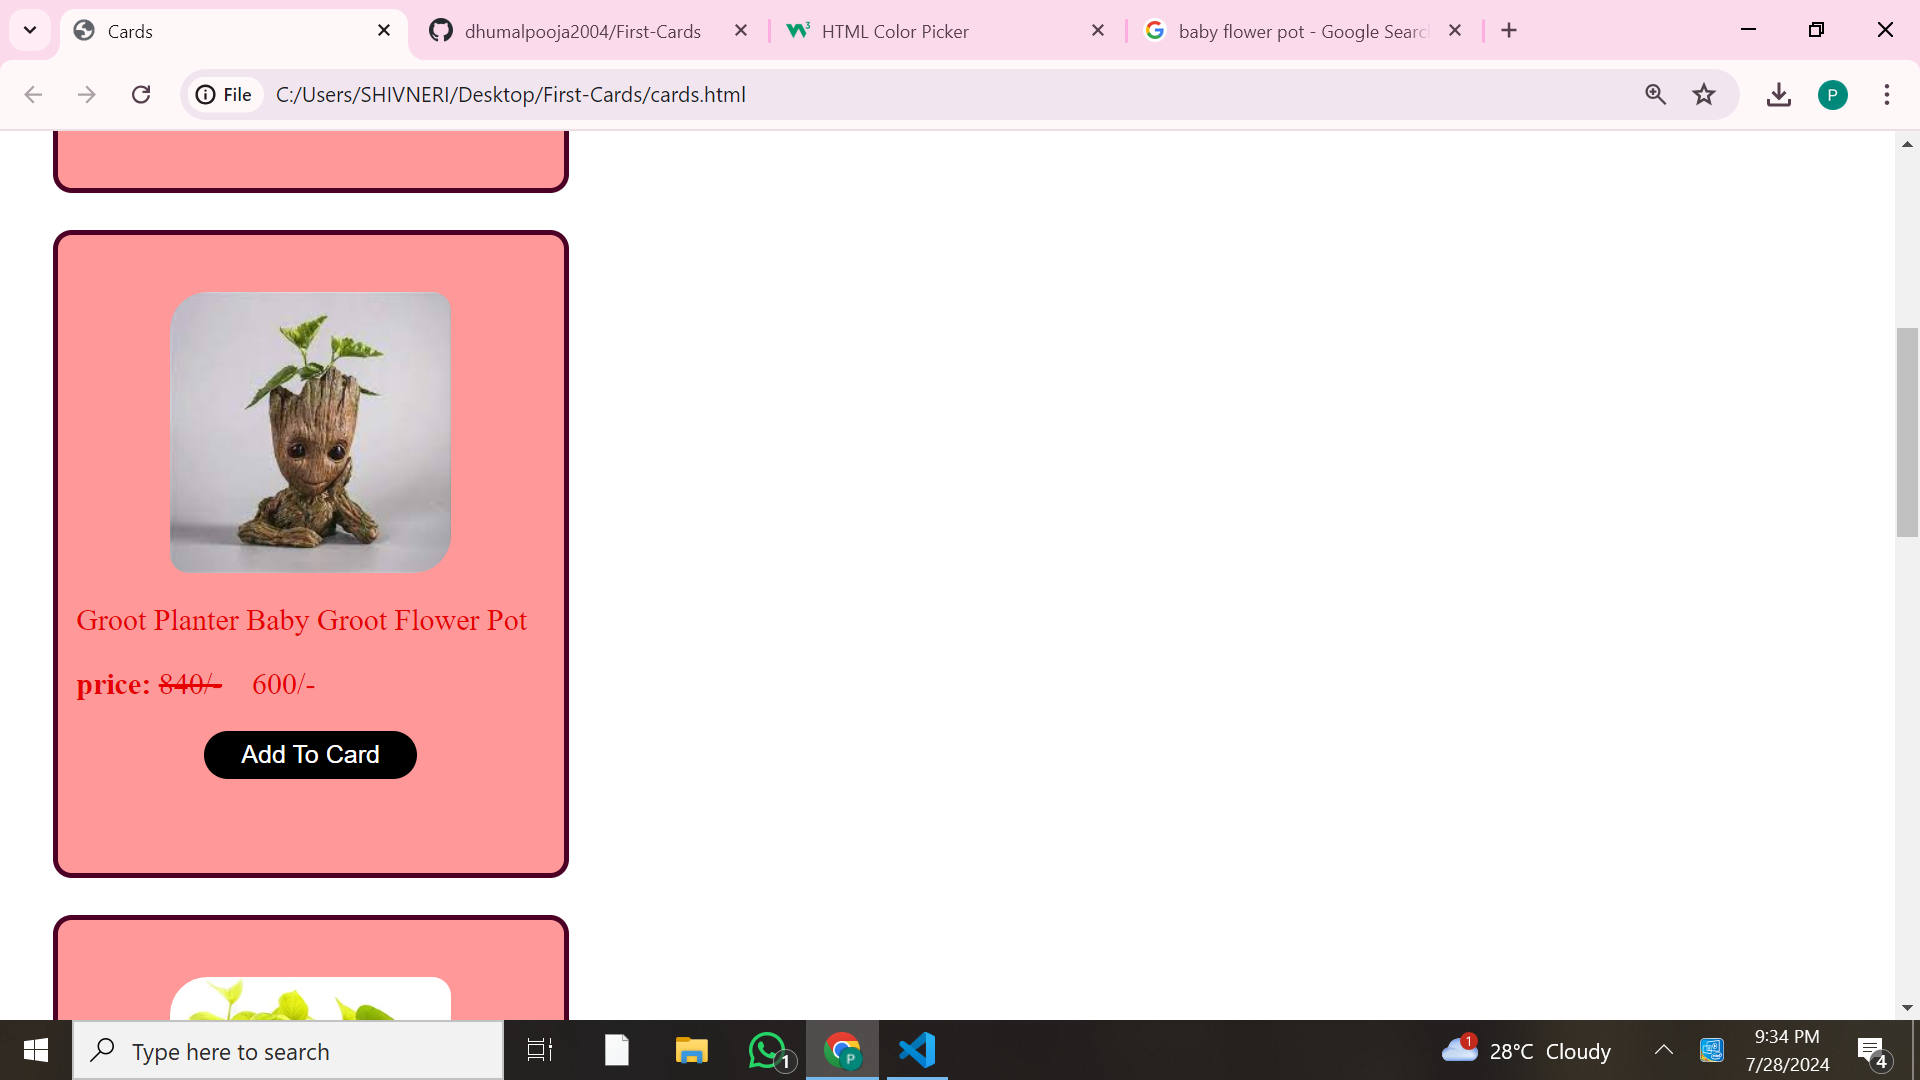 Cards
dhumalpooja2004/First-Cards
HTML Color Picker
baby flower pot - Google Searc
File
C:/Users/SHIVNERI/Desktop/First-Cards/cards.html
P
Groot Planter Baby Groot Flower Pot
price: 840/- 600/-
Add To Card
Type here to search
1
P
1
28°C Cloudy
9:34 PM
7/28/2024
4